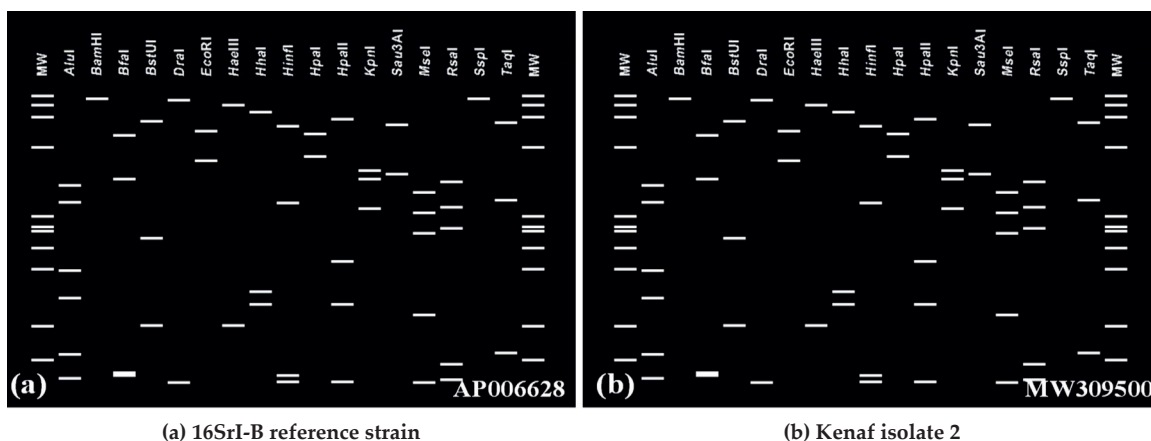 MW AluI BamHI BfaI BstUI DraI EcoRI HaeIII HhaI HinfI HpaI HpaII KpnI Sau3AI MseI RsaI SspI TaqI MW
(a) AP006628
MW AluI BamHI BfaI BstUI DraI EcoRI HaeIII HhaI HinfI HpaI HpaII KpnI Sau3AI MseI RsaI SspI TaqI MW
(b) MW309500
(a) 16SrI-B reference strain
(b) Kenaf isolate 2